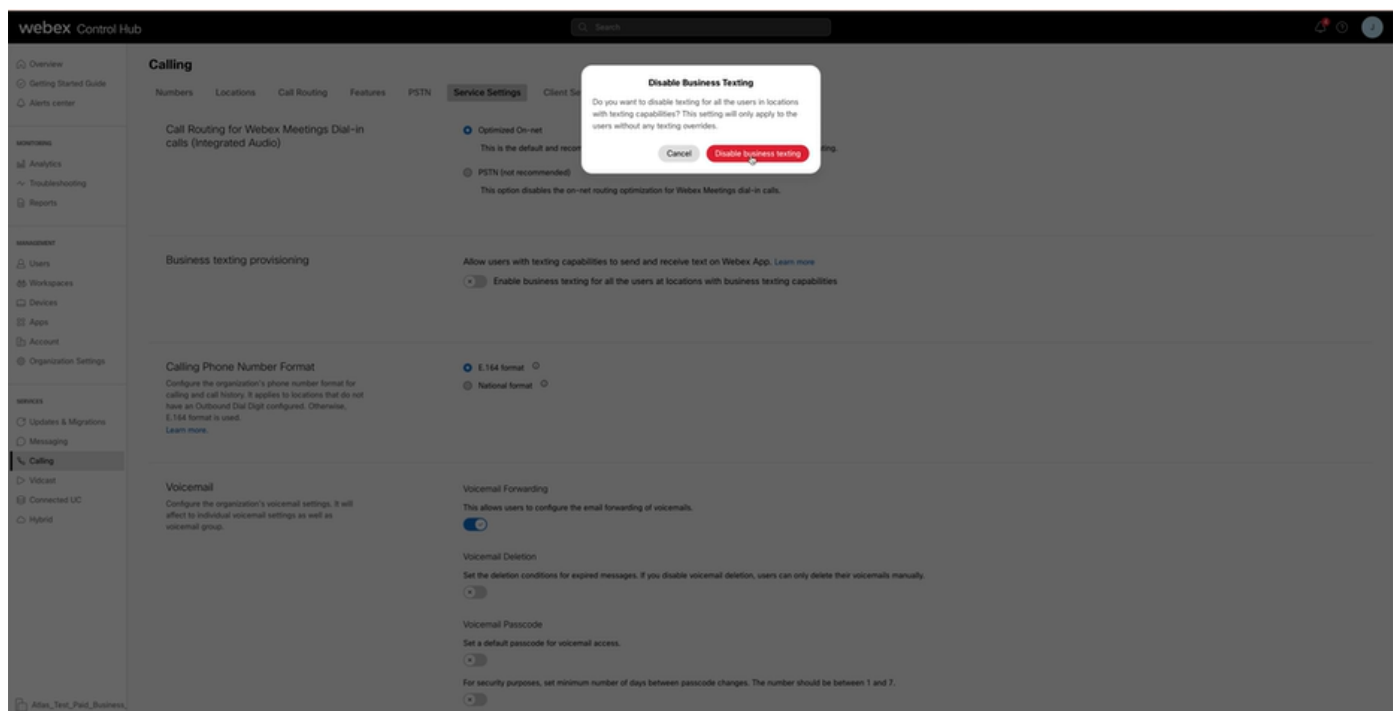 webex Control Hub
Search
J
Overview
Getting Started Guide
Alerts center
MONITORING
Analytics
Troubleshooting
Reports
MANAGEMENT
Users
Workspaces
Devices
Apps
Account
Organization Settings
SERVICES
Updates & Migrations
Messaging
Calling
Vidcast
Connected UC
Hybrid
Atlas_Test_Paid_Business_
Calling
Numbers Locations Call Routing Features PSTN Service Settings Client Se
Call Routing for Webex Meetings Dial-in
calls (Integrated Audio)
Optimized On-net
This is the default and recom
ting.
PSTN (not recommended)
This option disables the on-net routing optimization for Webex Meetings dial-in calls.
Disable Business Texting
Do you want to disable texting for all the users in locations
with texting capabilities? This setting will only apply to the
users without any texting overrides.
Cancel Disable business texting
Business texting provisioning
Allow users with texting capabilities to send and receive text on Webex App. Learn more
Enable business texting for all the users at locations with business texting capabilities
Calling Phone Number Format
Configure the organization's phone number format for
calling and call history. It applies to locations that do not
have an Outbound Dial Digit configured. Otherwise,
E.164 format is used.
Learn more.
E.164 format
National format
Voicemail
Configure the organization's voicemail settings. It will
affect to individual voicemail settings as well as
voicemail group.
Voicemail Forwarding
This allows users to configure the email forwarding of voicemails.
Voicemail Deletion
Set the deletion conditions for expired messages. If you disable voicemail deletion, users can only delete their voicemails manually.
Voicemail Passcode
Set a default passcode for voicemail access.
For security purposes, set minimum number of days between passcode changes. The number should be between 1 and 7.